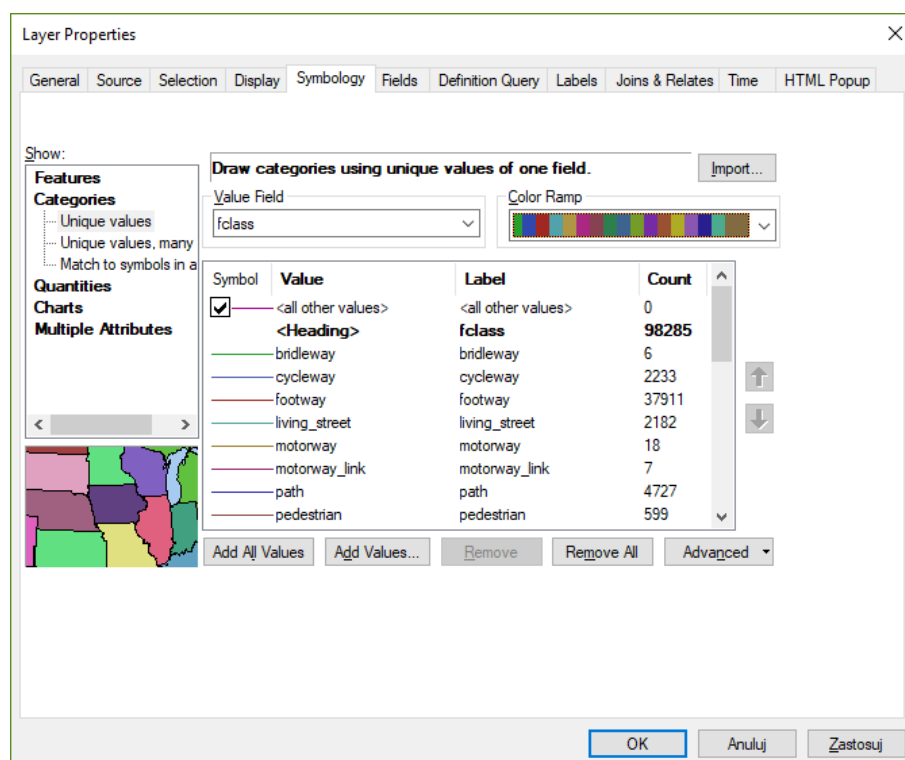 Layer Properties
General Source Selection Display Symbology Fields Definition Query Labels Joins & Relates Time HTML Popup
Show:
Features
Categories
Unique values
Unique values, many
Match to symbols in a
Quantities
Charts
Multiple Attributes
Draw categories using unique values of one field.
Import...
Value Field
fclass
Color Ramp
Symbol Value Label Count
<all other values> <all other values> 0
<Heading> fclass 98285
bridleway bridleway 6
cycleway cycleway 2233
footway footway 37911
living_street living_street 2182
motorway motorway 18
motorway_link motorway_link 7
path path 4727
pedestrian pedestrian 599
Add All Values Add Values... Remove Remove All Advanced
OK Anuluj Zastosuj